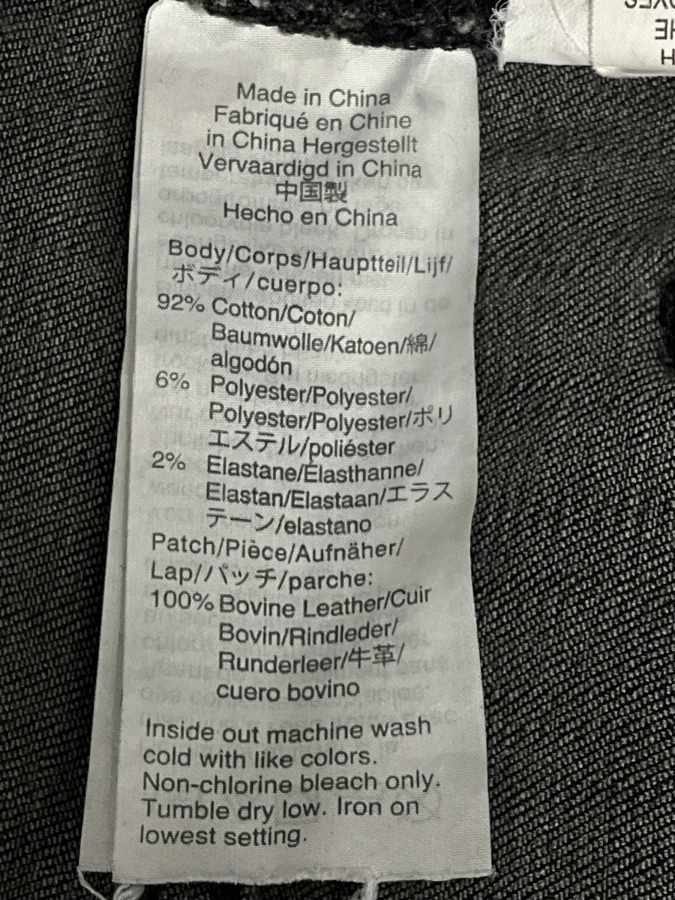 Made in China
Fabriqué en Chine
in China Hergestellt
Vervaardigd in China
中国製
Hecho en China
Body/Corps/Hauptteil/Lijf/
ボディ/cuerpo:
92% Cotton/Coton/
Baumwolle/Katoen/綿/
algodón
6% Polyester/Polyester/
Polyester/Polyester/ポリ
エステル/poliéster
2% Elastane/Élasthanne/
Elastan/Elastaan/エラス
テーン/elastano
Patch/Pièce/Aufnäher/
Lap/パッチ/parche:
100% Bovine Leather/Cuir
Bovin/Rindleder/
Runderleer/牛革/
cuero bovino
Inside out machine wash
cold with like colors.
Non-chlorine bleach only.
Tumble dry low. Iron on
lowest setting.